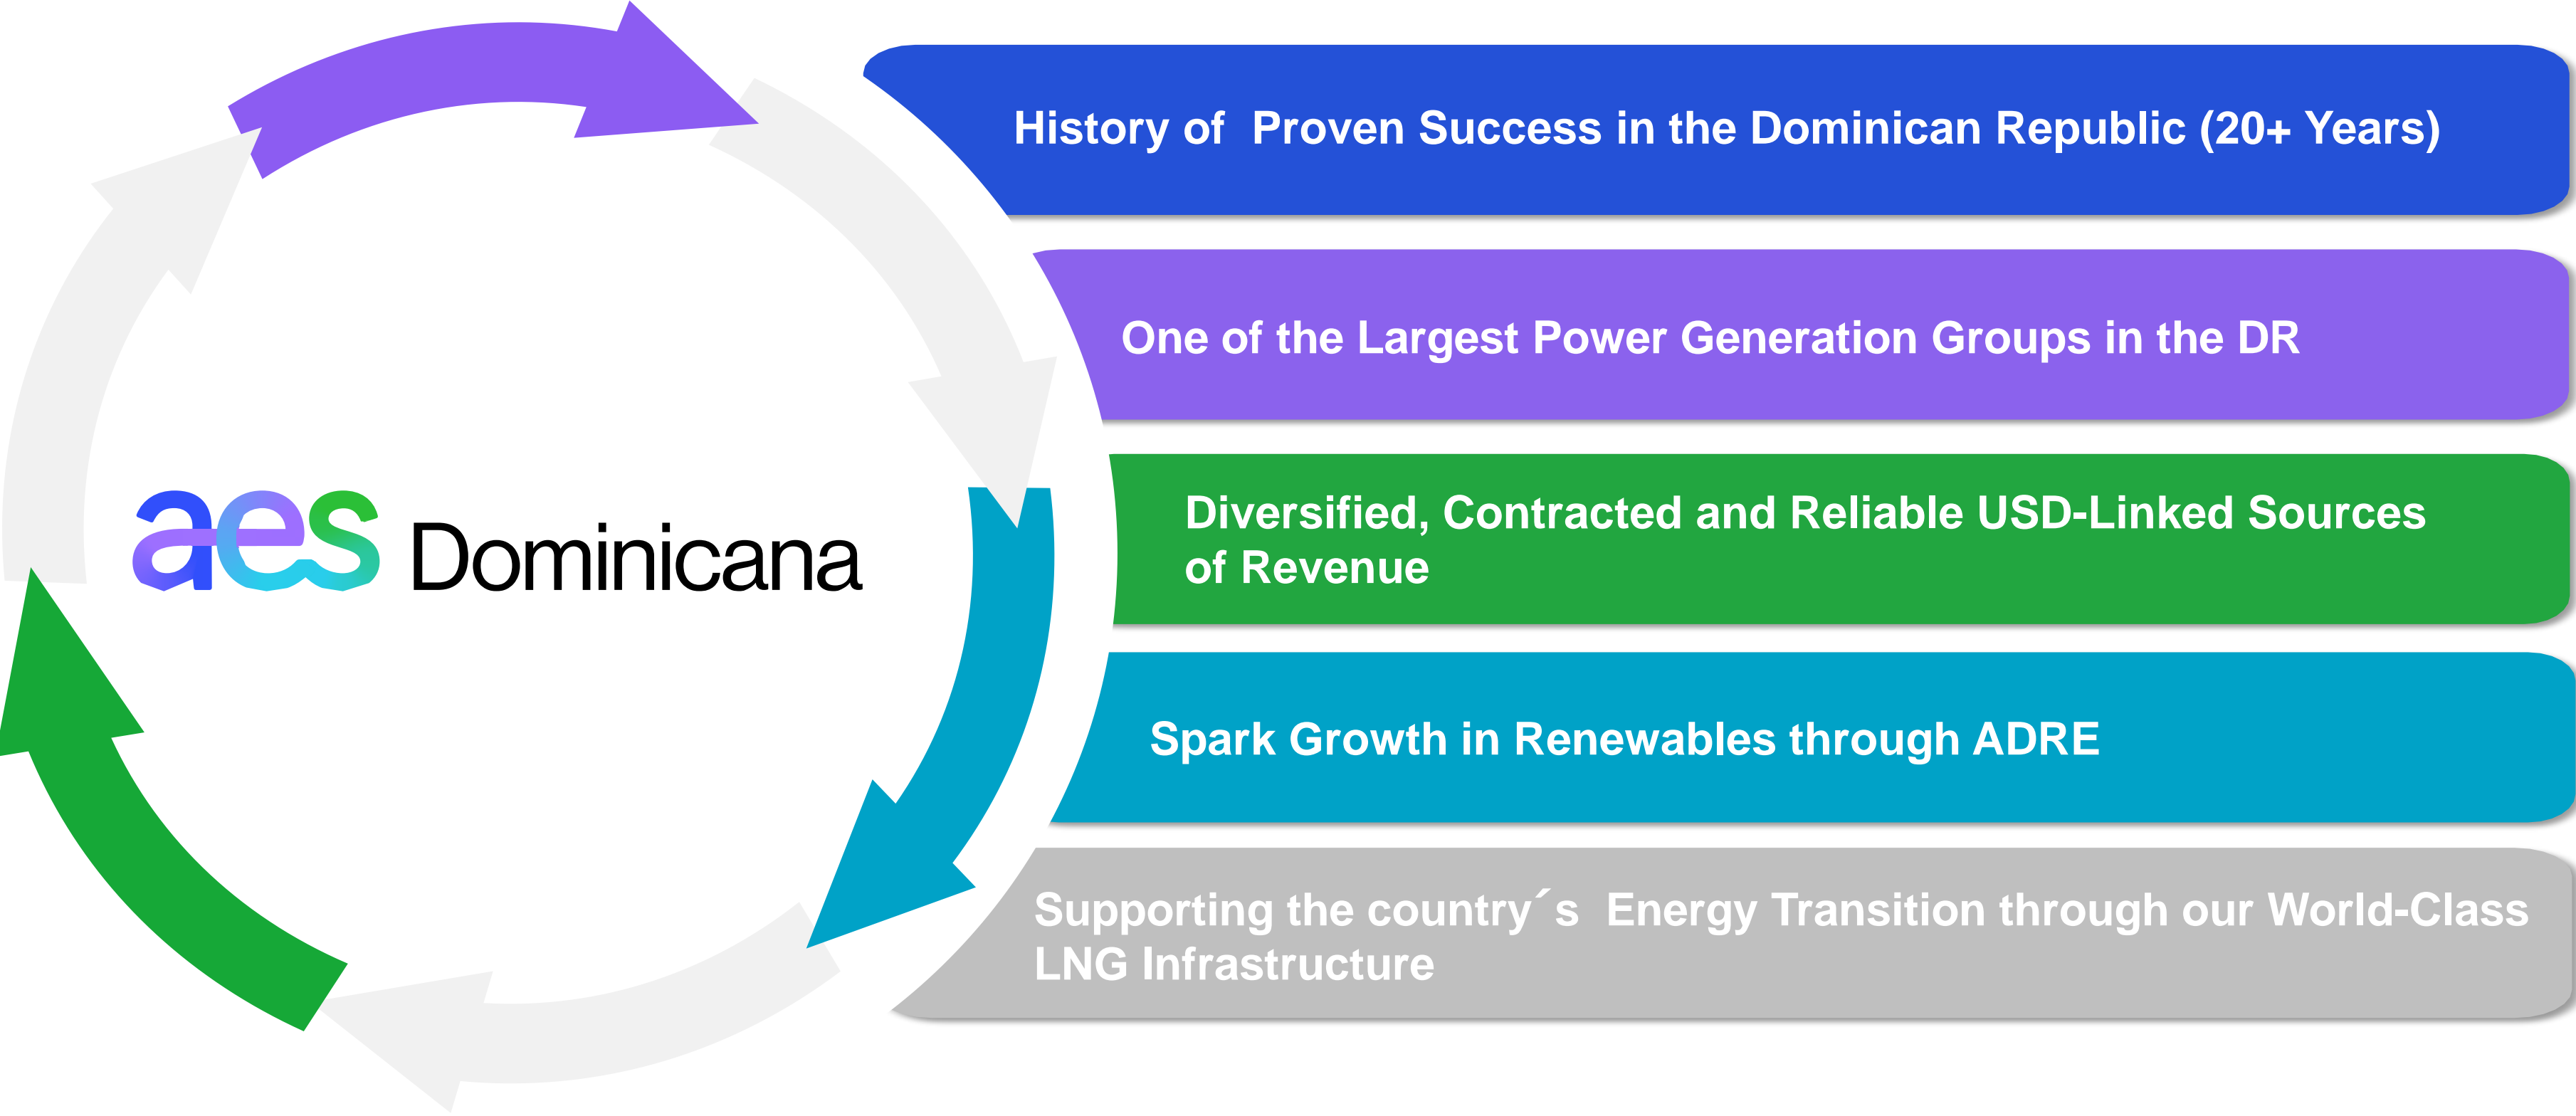 aes Dominicana
History of  Proven Success in the Dominican Republic (20+ Years)
One of the Largest Power Generation Groups in the DR
Diversified, Contracted and Reliable USD-Linked Sources
of Revenue
Spark Growth in Renewables through ADRE
Supporting the country´s  Energy Transition through our World-Class
LNG Infrastructure